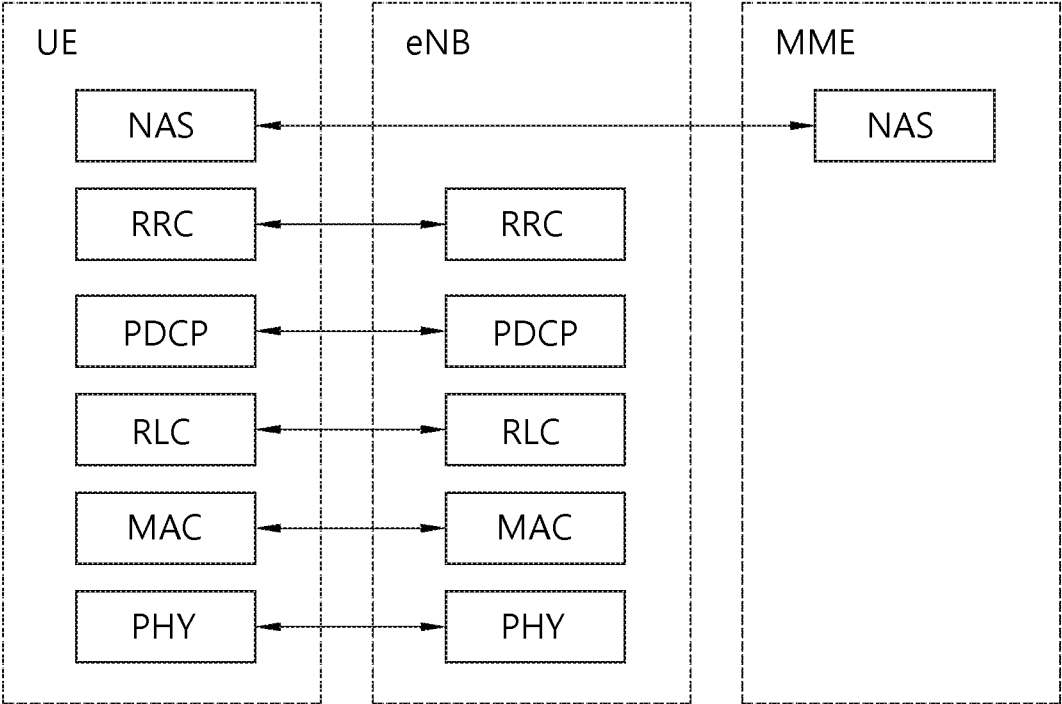 UE eNB MME
NAS NAS
RRC RRC
PDCP PDCP
RLC RLC
MAC MAC
PHY PHY